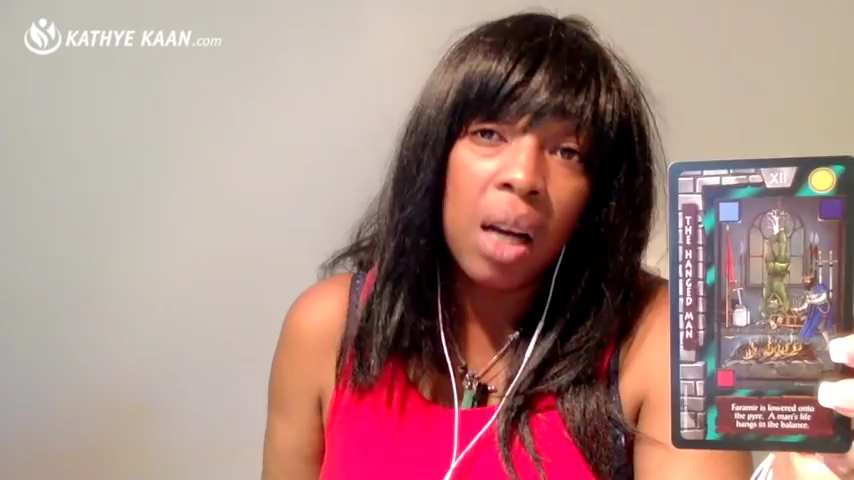 KATHYE KAAN.com
XII
THE HANGED MAN
Faramir is lowered onto
the pyre. A man's life
hangs in the balance.